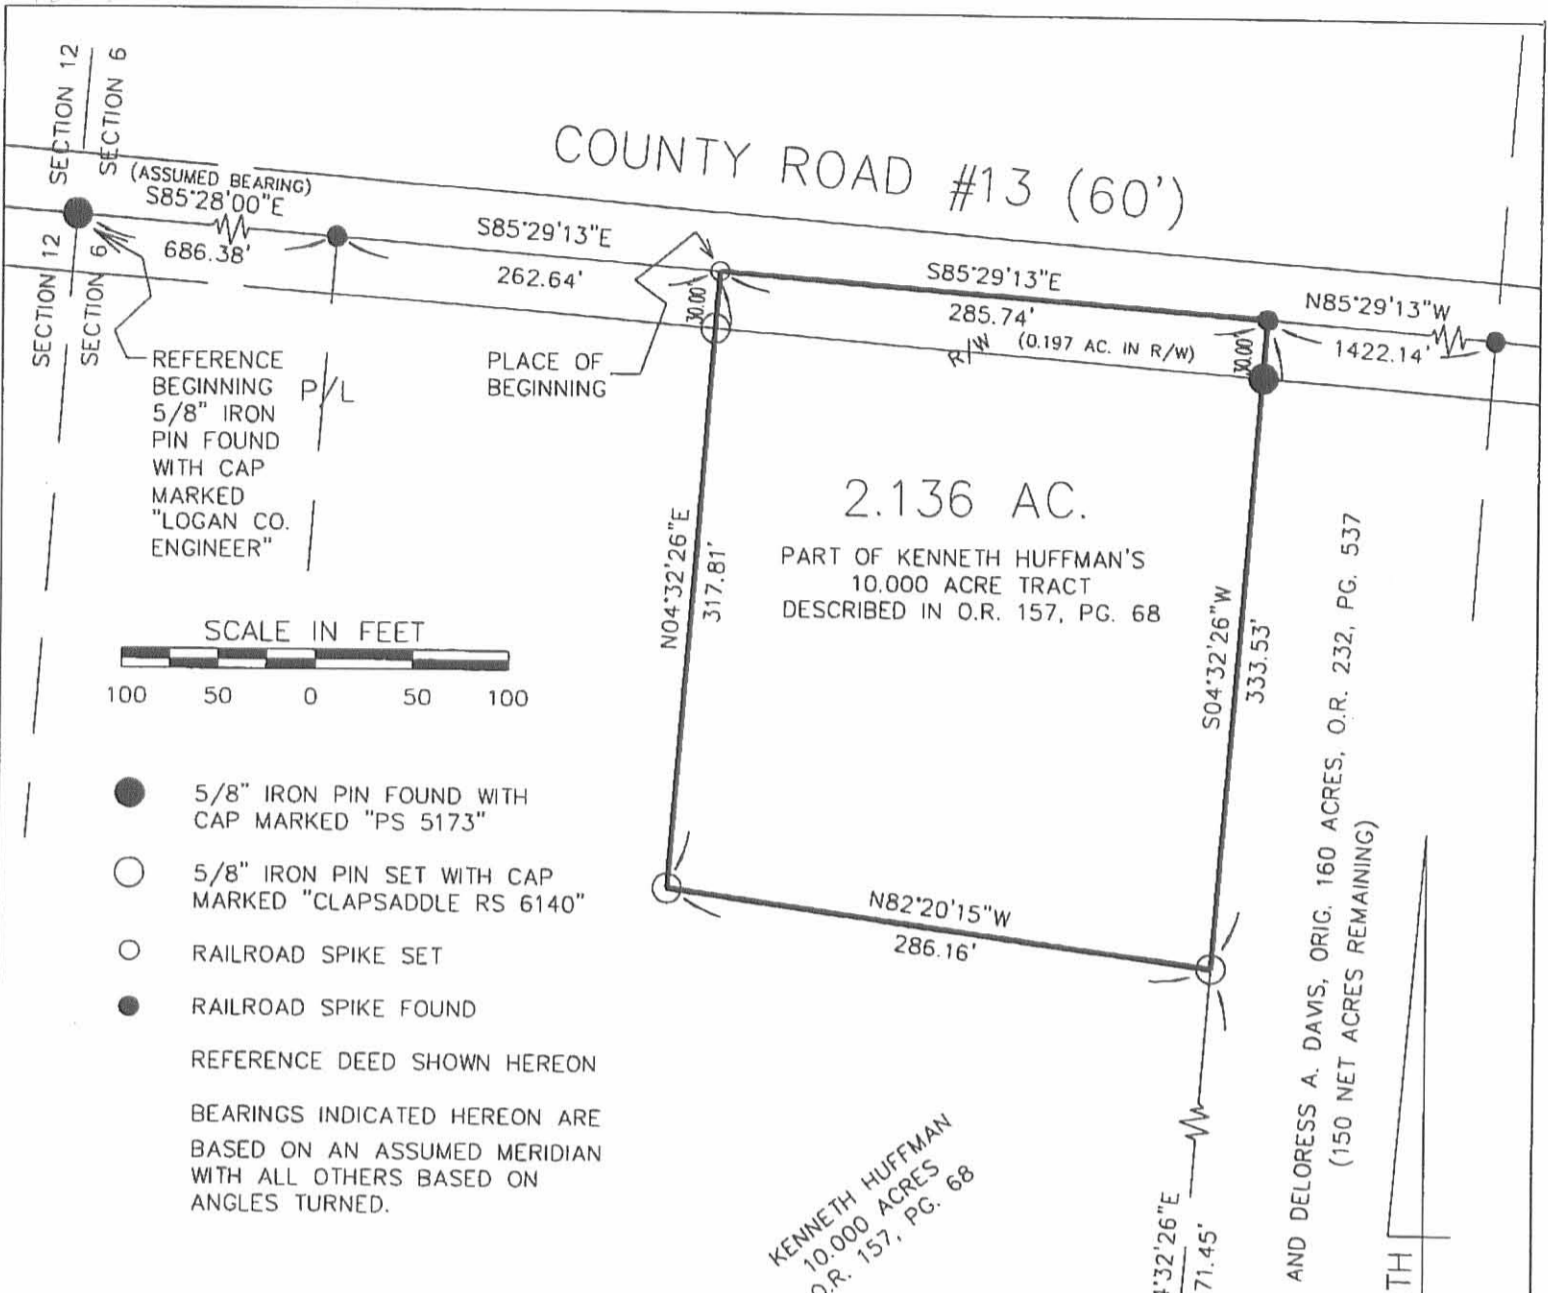 SECTION 12
SECTION 6
COUNTY ROAD #13 (60')
(ASSUMED BEARING)
S85°28'00"E
686.38'
S85°29'13"E
262.64'
S85°29'13"E
285.74'
N85°29'13"W
1422.14'
SECTION 12
SECTION 6
30.00'
R/W
(0.197 AC. IN R/W)
30.00'
REFERENCE
BEGINNING
5/8" IRON
PIN FOUND
WITH CAP
MARKED
"LOGAN CO.
ENGINEER"
P/L
PLACE OF
BEGINNING
2.136 AC.
PART OF KENNETH HUFFMAN'S
10.000 ACRE TRACT
DESCRIBED IN O.R. 157, PG. 68
N04°32'26"E
317.81'
S04°32'26"W
333.53'
SCALE IN FEET
100 50 0 50 100
5/8" IRON PIN FOUND WITH
CAP MARKED "PS 5173"
5/8" IRON PIN SET WITH CAP
MARKED "CLAPSADDLE RS 6140"
RAILROAD SPIKE SET
RAILROAD SPIKE FOUND
REFERENCE DEED SHOWN HEREON
BEARINGS INDICATED HEREON ARE
BASED ON AN ASSUMED MERIDIAN
WITH ALL OTHERS BASED ON
ANGLES TURNED.
N82°20'15"W
286.16'
KENNETH HUFFMAN
10.000 ACRES
O.R. 157, PG. 68
°32'26"E
71.45'
AND DELORESS A. DAVIS, ORIG. 160 ACRES, O.R. 232, PG. 537
(150 NET ACRES REMAINING)
TH